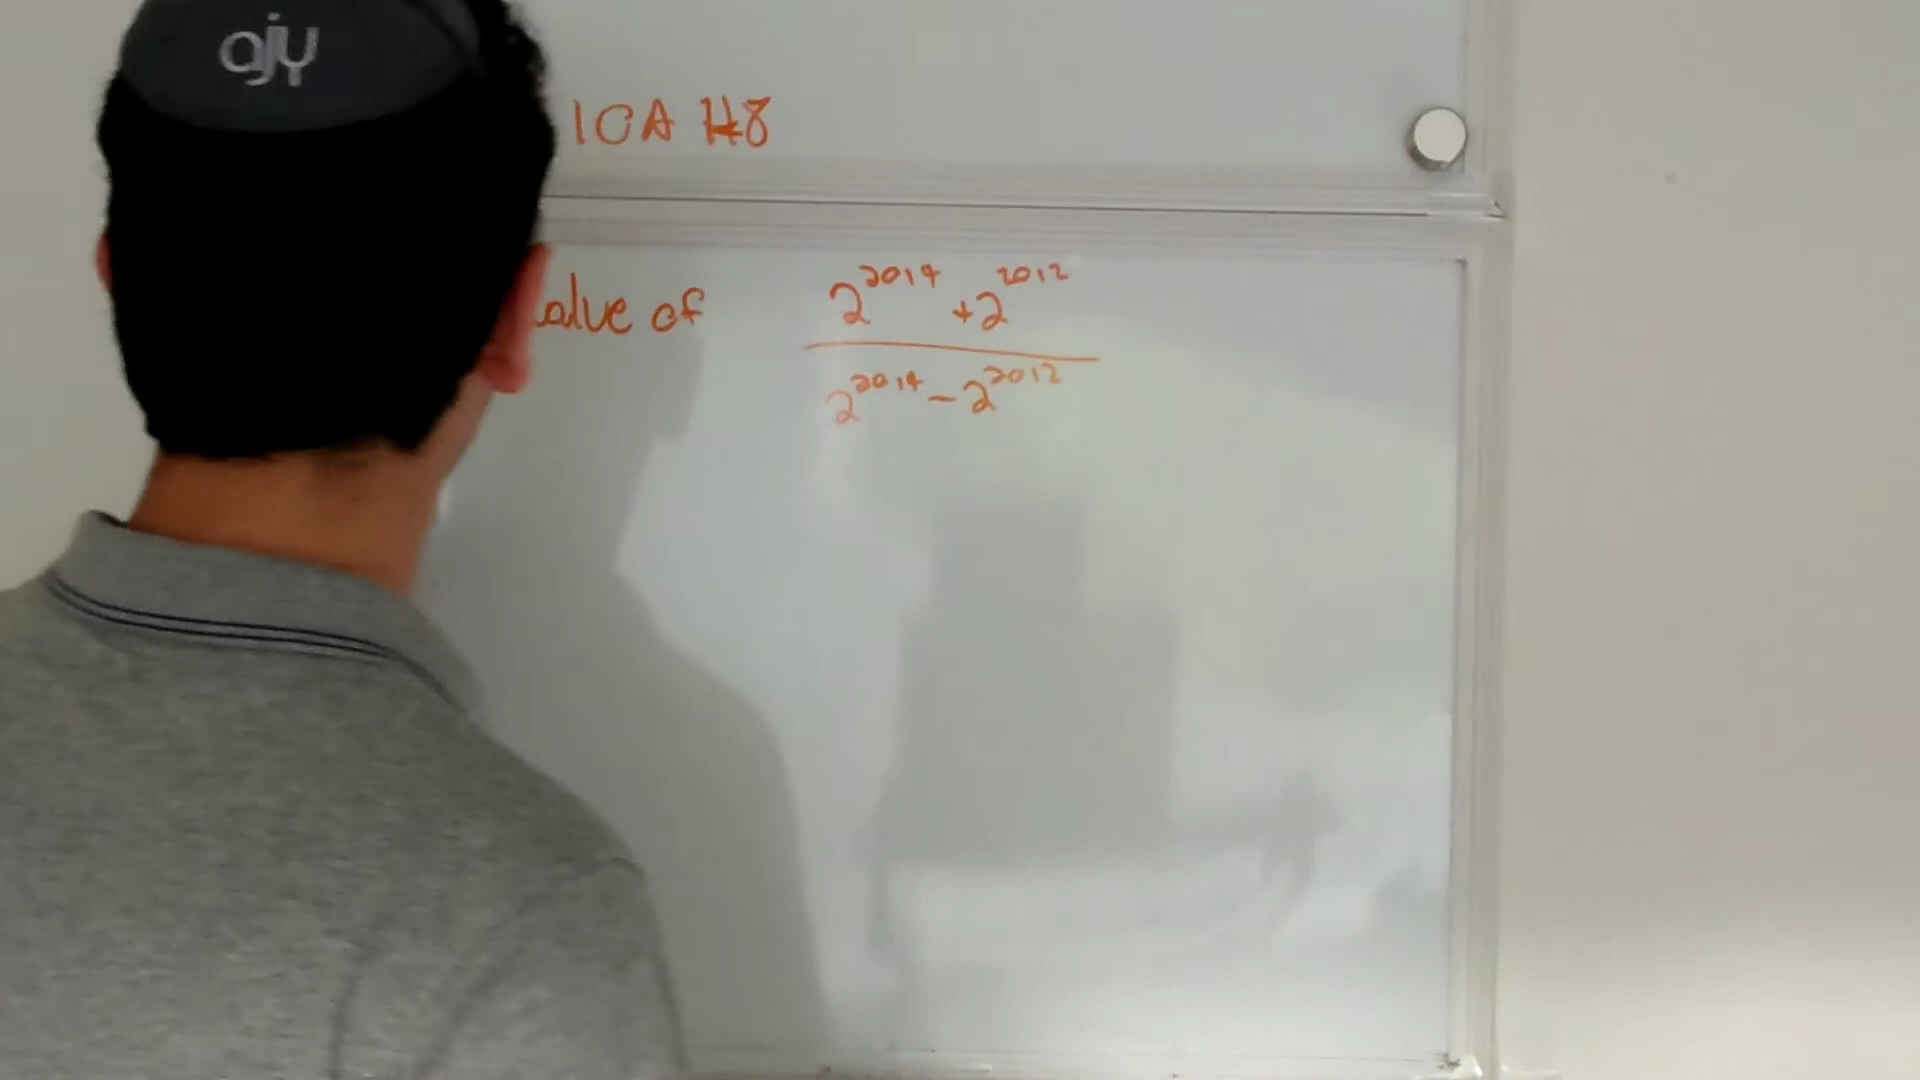 ajy
10A #8
alue of
2^2014 + 2^2012
2^2014 - 2^2012